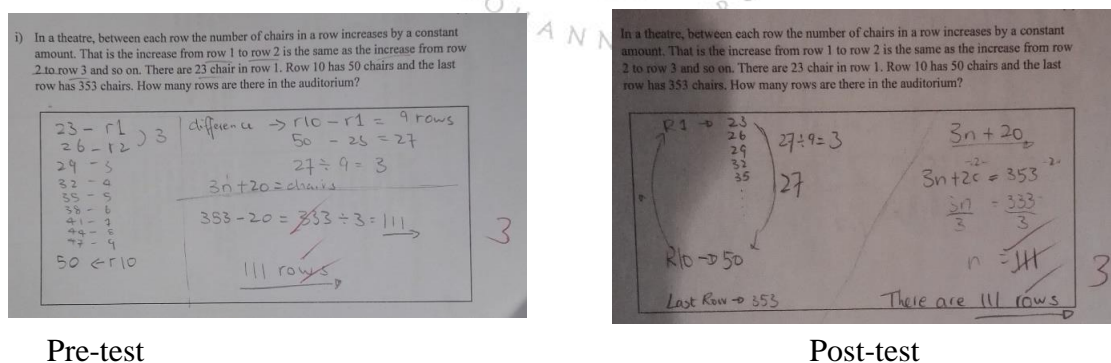 i) In a theatre, between each row the number of chairs in a row increases by a constant
amount. That is the increase from row 1 to row 2 is the same as the increase from row
2 to row 3 and so on. There are 23 chair in row 1. Row 10 has 50 chairs and the last
row has 353 chairs. How many rows are there in the auditorium?
23 - r1
26 - r2 ) 3
29 - 3
32 - 4
35 - 5
38 - 6
41 - 7
44 - 8
47 - 9
50 ← r10
difference → r10 - r1 = 9 rows
50 - 23 = 27
27 ÷ 9 = 3
3n + 20 = chairs
353 - 20 = 333 ÷ 3 = 111
111 rows
3
Pre-test
In a theatre, between each row the number of chairs in a row increases by a constant
amount. That is the increase from row 1 to row 2 is the same as the increase from row
2 to row 3 and so on. There are 23 chair in row 1. Row 10 has 50 chairs and the last
row has 353 chairs. How many rows are there in the auditorium?
R1 → 23
26
29
32
35
27 ÷ 9 = 3
27
R10 → 50
Last Row → 353
3n + 20
3n + 20 = 353
3n = 333
3 3
n = 111
There are 111 rows
3
Post-test